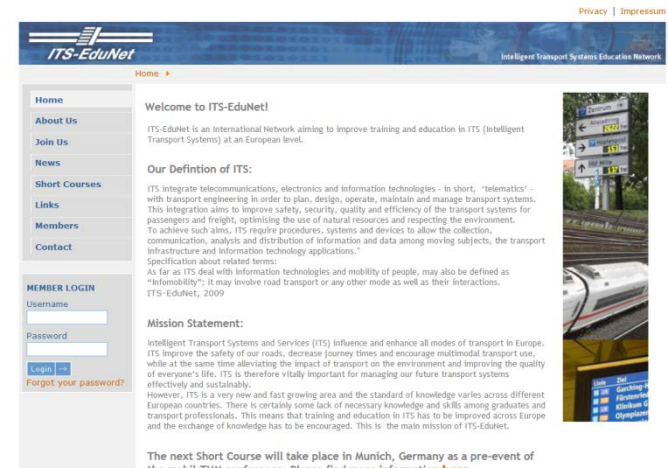 Privacy | Impressum
ITS-EduNet
Intelligent Transport Systems Education Network
Home
Home
About Us
Join Us
News
Short Courses
Links
Members
Contact
MEMBER LOGIN
Username
Password
Login
Forgot your password?
Welcome to ITS-EduNet!
ITS-EduNet is an International Network aiming to improve training and education in ITS (Intelligent
Transport Systems) at an European level.
Our Defintion of ITS:
ITS integrate telecommunications, electronics and information technologies - in short, 'telematics' -
with transport engineering in order to plan, design, operate, maintain and manage transport systems.
This integration aims to improve safety, security, quality and efficiency of the transport systems for
passengers and freight, optimising the use of natural resources and respecting the environment.
To achieve such aims, ITS require procedures, systems and devices to allow the collection,
communication, analysis and distribution of information and data among moving subjects, the transport
infrastructure and information technology applications."
Specification about related terms:
As far as ITS deal with information technologies and mobility of people, may also be defined as
"Infomobility"; it may involve road transport or any other mode as well as their interactions.
ITS-EduNet, 2009
Mission Statement:
Intelligent Transport Systems and Services (ITS) influence and enhance all modes of transport in Europe.
ITS improve the safety of our roads, decrease journey times and encourage multimodal transport use,
while at the same time alleviating the impact of transport on the environment and improving the quality
of everyone's life. ITS is therefore vitally important for managing our future transport systems
effectively and sustainably.
However, ITS is a very new and fast growing area and the standard of knowledge varies across different
European countries. There is certainly some lack of necessary knowledge and skills among graduates and
transport professionals. This means that training and education in ITS has to be improved across Europe
and the exchange of knowledge has to be encouraged. This is the main mission of ITS-EduNet.
The next Short Course will take place in Munich, Germany as a pre-event of
Zentrum
Linie Ziel
Garching-
Fürstenried
Klinikum G
Olympiazen